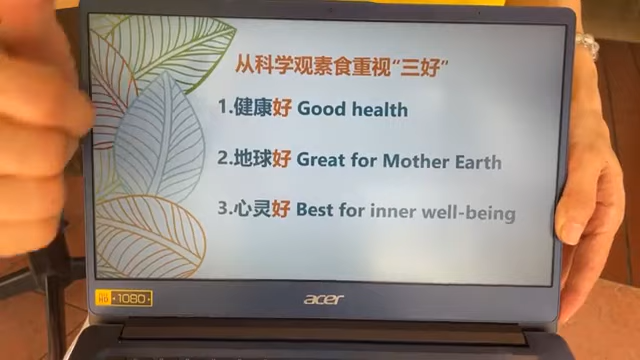 从科学观素食重视“三好”
1.健康好 Good health
2.地球好 Great for Mother Earth
3.心灵好 Best for inner well-being
HD 1080
acer